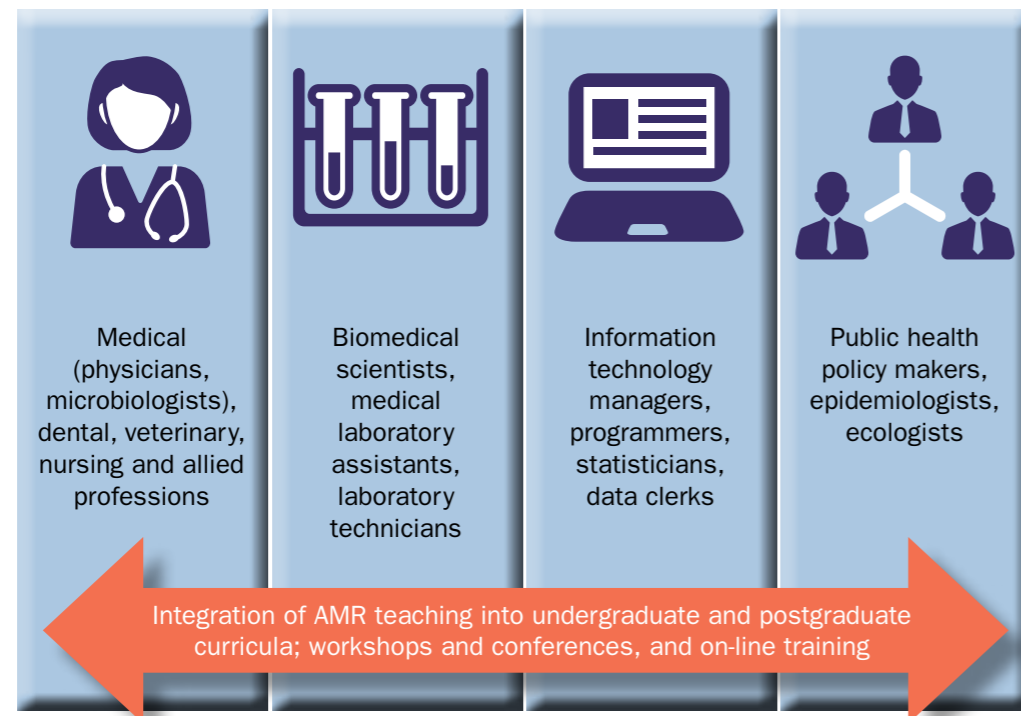 Medical
(physicians,
microbiologists),
dental, veterinary,
nursing and allied
professions
Biomedical
scientists,
medical
laboratory
assistants,
laboratory
technicians
Information
technology
managers,
programmers,
statisticians,
data clerks
Public health
policy makers,
epidemiologists,
ecologists
Integration of AMR teaching into undergraduate and postgraduate
curricula; workshops and conferences, and on-line training